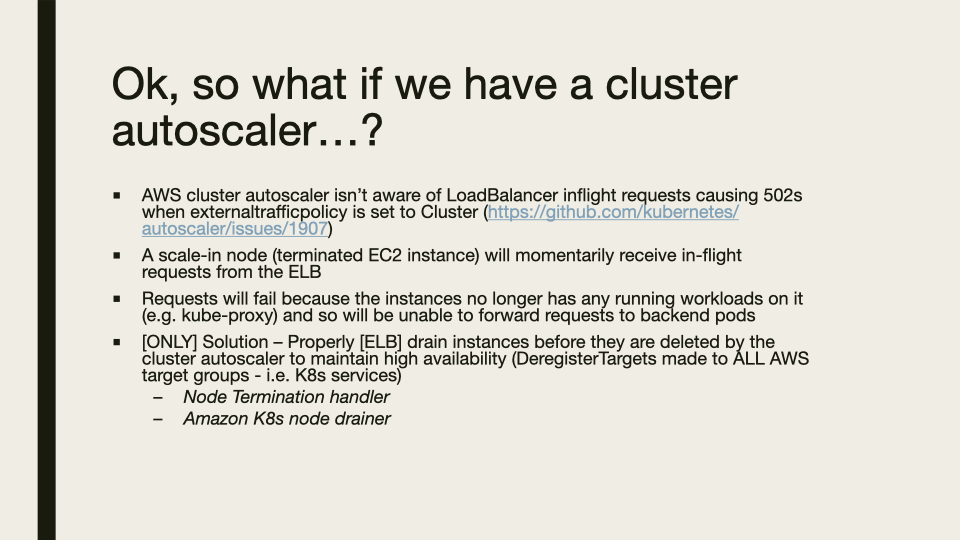 Ok, so what if we have a cluster
autoscaler…?
▪ AWS cluster autoscaler isn’t aware of LoadBalancer inflight requests causing 502s
when externaltrafficpolicy is set to Cluster (https://github.com/kubernetes/
autoscaler/issues/1907)
▪ A scale-in node (terminated EC2 instance) will momentarily receive in-flight
requests from the ELB
▪ Requests will fail because the instances no longer has any running workloads on it
(e.g. kube-proxy) and so will be unable to forward requests to backend pods
▪ [ONLY] Solution – Properly [ELB] drain instances before they are deleted by the
cluster autoscaler to maintain high availability (DeregisterTargets made to ALL AWS
target groups - i.e. K8s services)
– Node Termination handler
– Amazon K8s node drainer